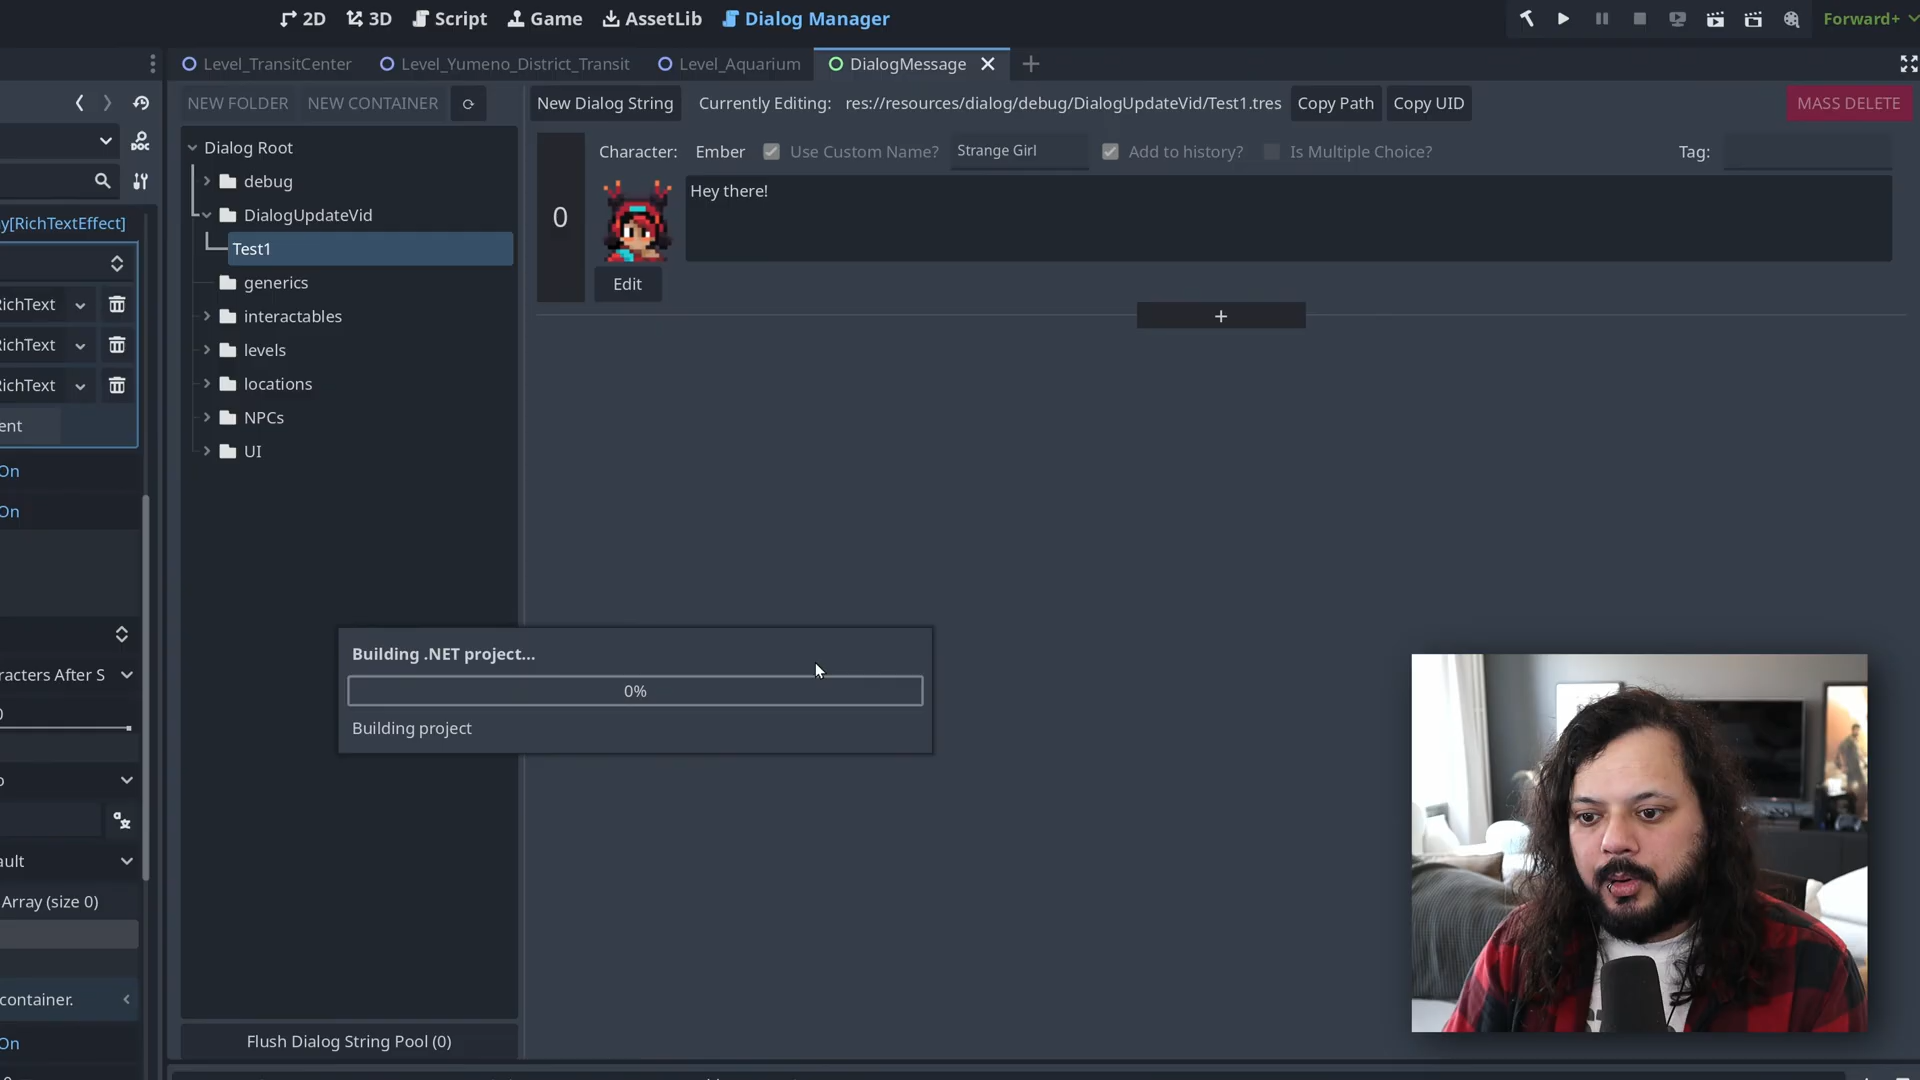 2D 3D Script Game AssetLib Dialog Manager Forward+
Level_TransitCenter Level_Yumeno_District_Transit Level_Aquarium DialogMessage
NEW FOLDER NEW CONTAINER New Dialog String Currently Editing: res://resources/dialog/debug/DialogUpdateVid/Test1.tres Copy Path Copy UID MASS DELETE
Dialog Root
debug
DialogUpdateVid
Test1
generics
interactables
levels
locations
NPCs
UI
Character: Ember Use Custom Name? Strange Girl Add to history? Is Multiple Choice? Tag:
0
Hey there!
Edit
+
y[RichTextEffect]
RichText
RichText
RichText
ent
On
On
racters After S
0
ault
Array (size 0)
container.
On
Building .NET project...
0%
Building project
Flush Dialog String Pool (0)